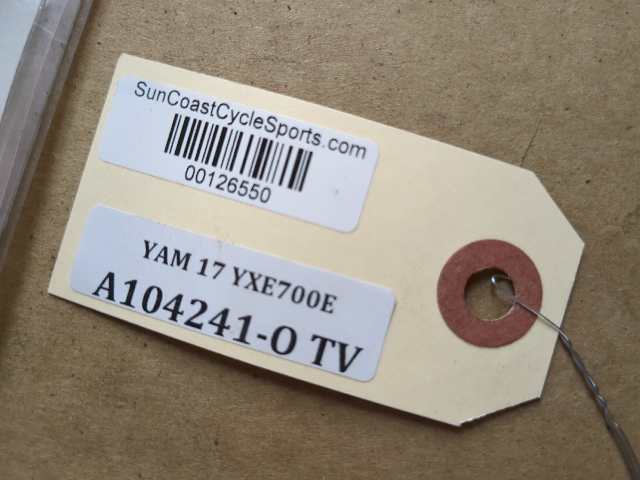 SunCoastCycleSports.com
00126550
YAM 17 YXE700E
A104241-O TV